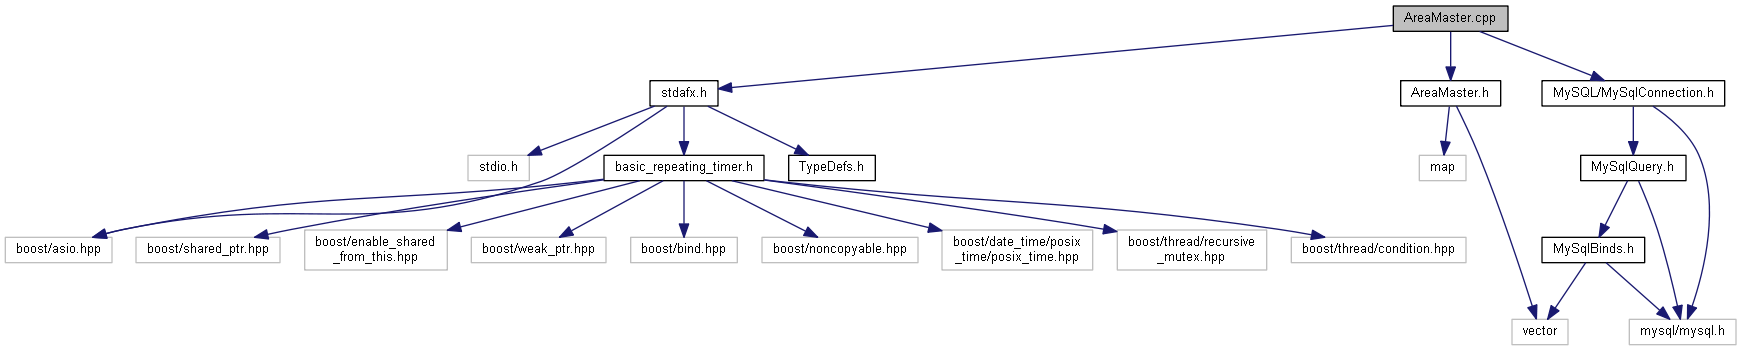 AreaMaster.cpp
stdafx.h
AreaMaster.h
MySQL/MySqlConnection.h
stdio.h
basic_repeating_timer.h
TypeDefs.h
map
MySqlQuery.h
boost/asio.hpp
boost/shared_ptr.hpp
boost/enable_shared
_from_this.hpp
boost/weak_ptr.hpp
boost/bind.hpp
boost/noncopyable.hpp
boost/date_time/posix
_time/posix_time.hpp
boost/thread/recursive
_mutex.hpp
boost/thread/condition.hpp
MySqlBinds.h
vector
mysql/mysql.h